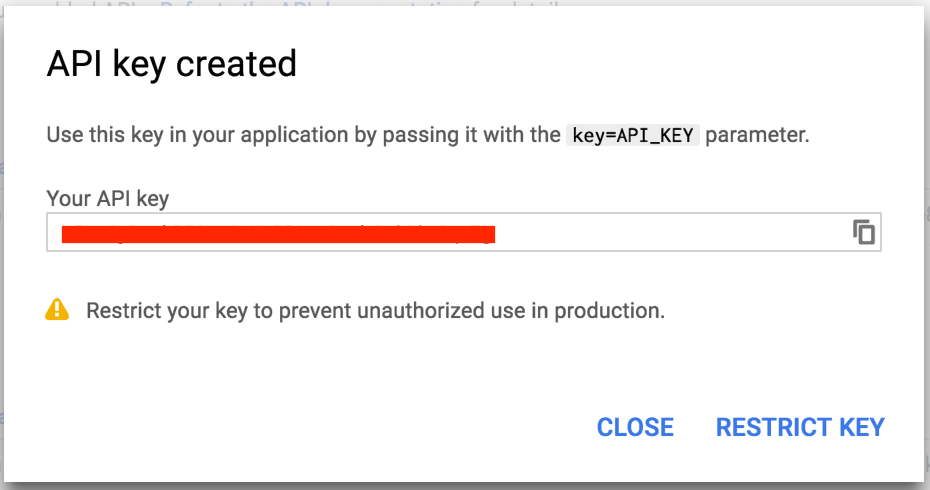 API key created
Use this key in your application by passing it with the key=API_KEY parameter.
Your API key
Restrict your key to prevent unauthorized use in production.
CLOSE RESTRICT KEY